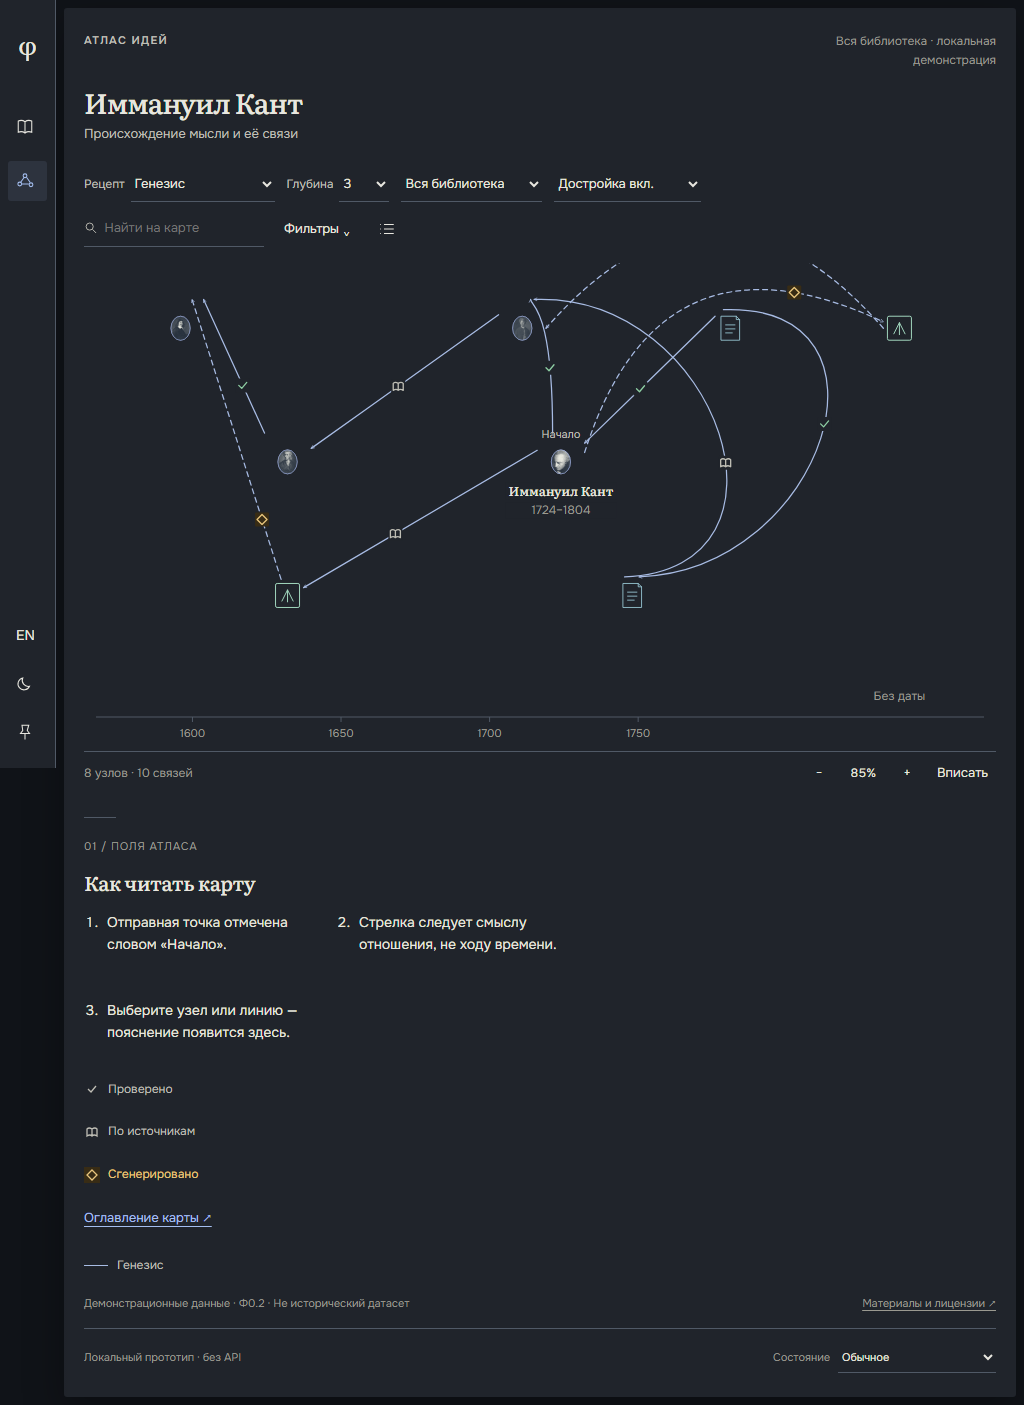 φ
АТЛАС ИДЕЙ
Вся библиотека · локальная
демонстрация
Иммануил Кант
Происхождение мысли и её связи
Рецепт Генезис Глубина 3 Вся библиотека Достройка вкл.
Найти на карте Фильтры
Начало
Иммануил Кант
1724–1804
EN
Без даты
1600 1650 1700 1750
8 узлов · 10 связей − 85% + Вписать
01 / ПОЛЯ АТЛАСА
Как читать карту
1. Отправная точка отмечена
словом «Начало».
2. Стрелка следует смыслу
отношения, не ходу времени.
3. Выберите узел или линию —
пояснение появится здесь.
Проверено
По источникам
Сгенерировано
Оглавление карты ↗
Генезис
Демонстрационные данные · Ф0.2 · Не исторический датасет Материалы и лицензии ↗
Локальный прототип · без API Состояние Обычное